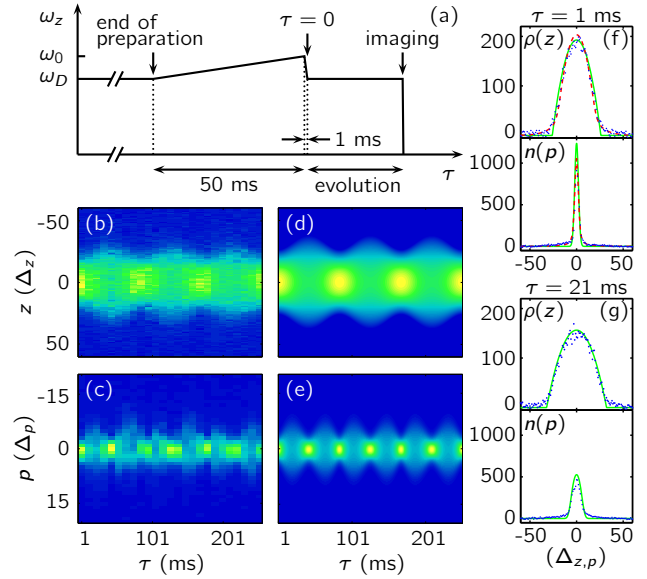 ω_z
end of preparation
τ = 0
(a)
imaging
ω_0
ω_D
1 ms
50 ms
evolution
τ
(b)
(d)
-50
0
50
z (Δ_z)
(c)
(e)
-15
0
15
p (Δ_p)
1 101 201
1 101 201
τ (ms)
τ (ms)
τ = 1 ms
200
100
0
ρ(z)
(f)
1000
500
0
n(p)
-50 0 50
τ = 21 ms
200
100
0
ρ(z)
(g)
1000
500
0
n(p)
-50 0 50
(Δ_{z,p})